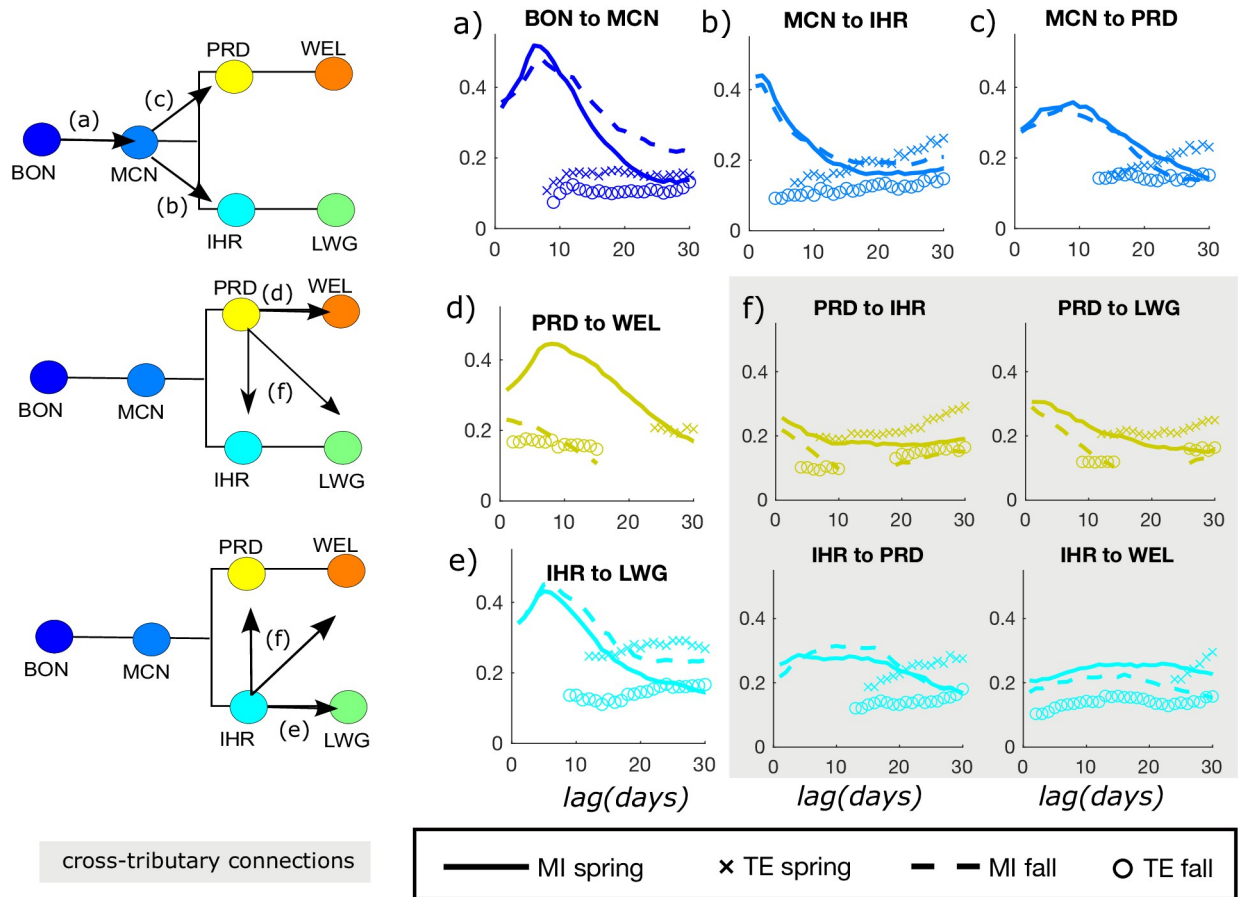 PRD
WEL
(c)
(a)
BON
MCN
(b)
IHR
LWG
a)
BON to MCN
0.4
0.2
0
0
10
20
30
b)
MCN to IHR
0.4
0.2
0
0
10
20
30
c)
MCN to PRD
0.4
0.2
0
0
10
20
30
PRD
(d)
WEL
BON
MCN
(f)
IHR
LWG
d)
PRD to WEL
0.4
0.2
0
0
10
20
30
f)
PRD to IHR
0.4
0.2
0
0
10
20
30
PRD to LWG
0.4
0.2
0
0
10
20
30
PRD
WEL
(f)
BON
MCN
IHR
(e)
LWG
e)
IHR to LWG
0.4
0.2
0
0
10
20
30
lag(days)
IHR to PRD
0.4
0.2
0
0
10
20
30
lag(days)
IHR to WEL
0.4
0.2
0
0
10
20
30
lag(days)
cross-tributary connections
MI spring
TE spring
MI fall
TE fall